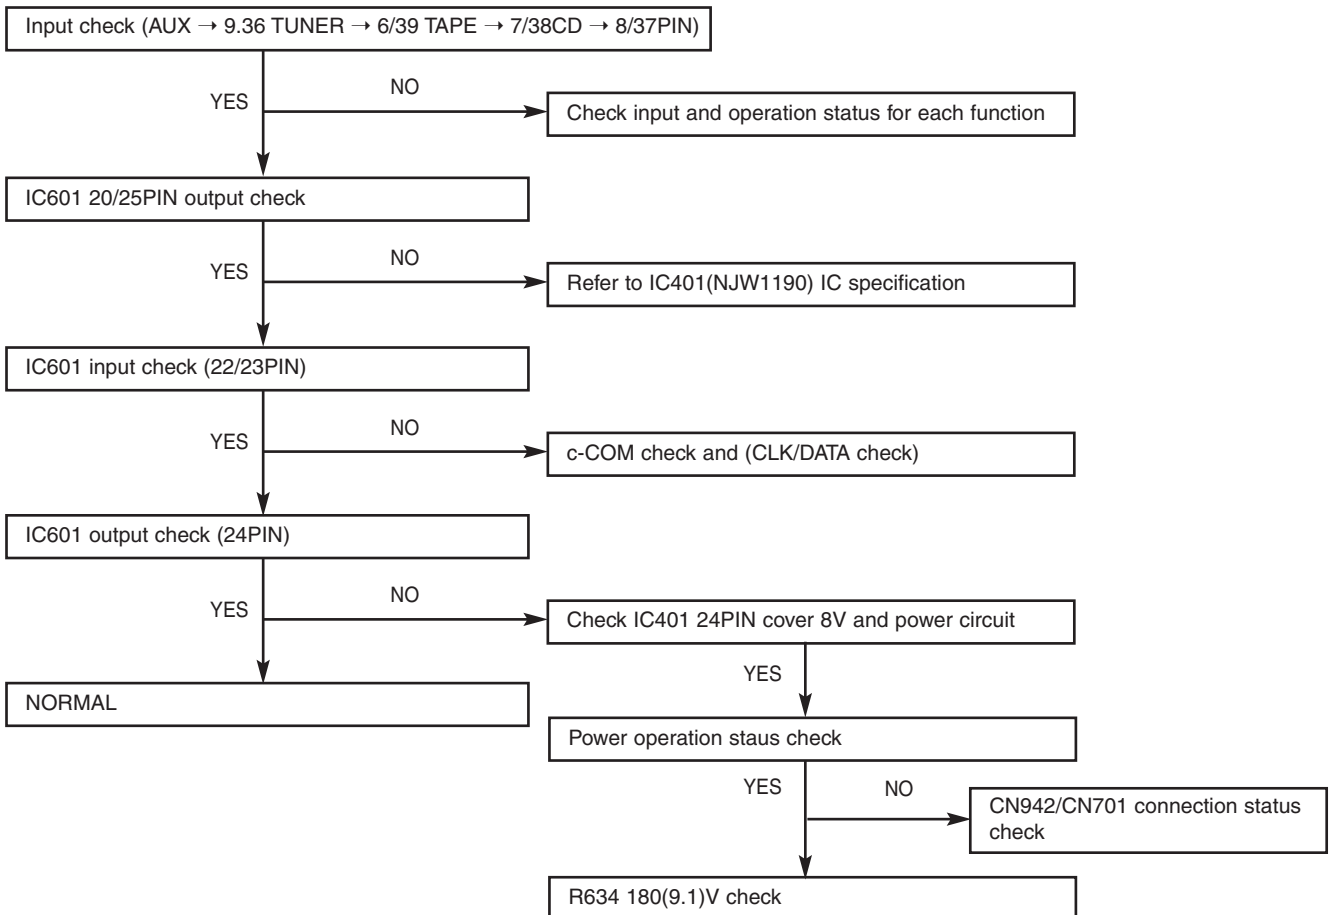 Input check (AUX → 9.36 TUNER → 6/39 TAPE → 7/38CD → 8/37PIN)
YES
NO
Check input and operation status for each function
IC601 20/25PIN output check
YES
NO
Refer to IC401(NJW1190) IC specification
IC601 input check (22/23PIN)
YES
NO
c-COM check and (CLK/DATA check)
IC601 output check (24PIN)
YES
NO
Check IC401 24PIN cover 8V and power circuit
YES
NORMAL
Power operation staus check
YES
NO
CN942/CN701 connection status
check
R634 180(9.1)V check